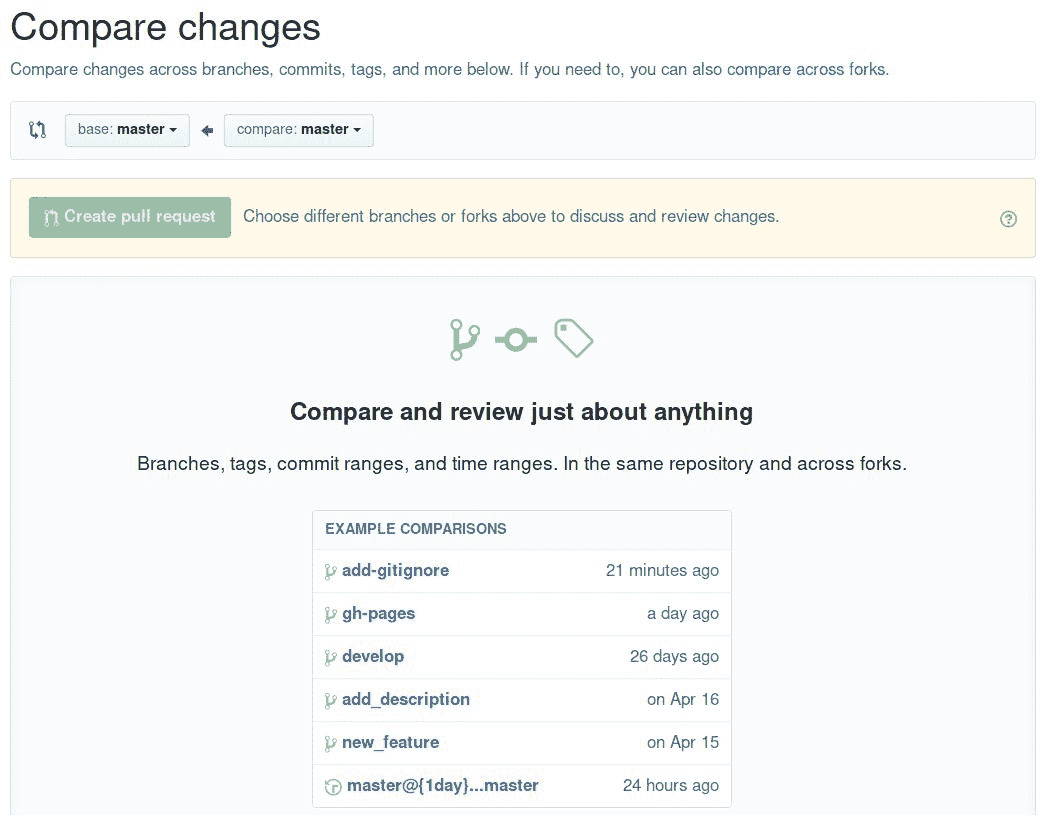 Compare changes
Compare changes across branches, commits, tags, and more below. If you need to, you can also compare across forks.
base: master compare: master
Create pull request Choose different branches or forks above to discuss and review changes.
Compare and review just about anything
Branches, tags, commit ranges, and time ranges. In the same repository and across forks.
EXAMPLE COMPARISONS
add-gitignore 21 minutes ago
gh-pages a day ago
develop 26 days ago
add_description on Apr 16
new_feature on Apr 15
master@{1day}...master 24 hours ago